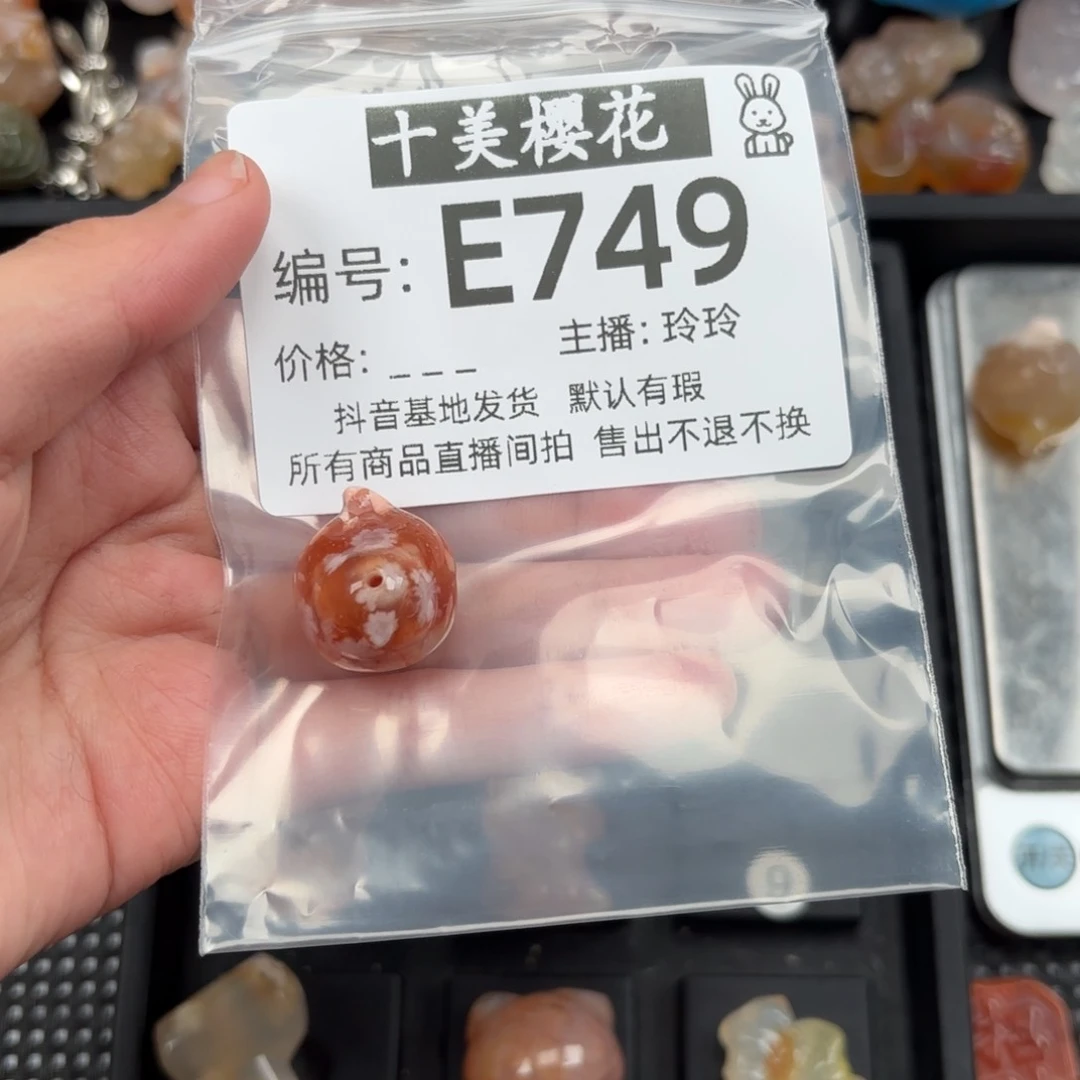 十美樱花
编号: E749
价格: _ _ _ 主播: 玲玲
抖音基地发货 默认有瑕
所有商品直播间拍 售出不退不换
9